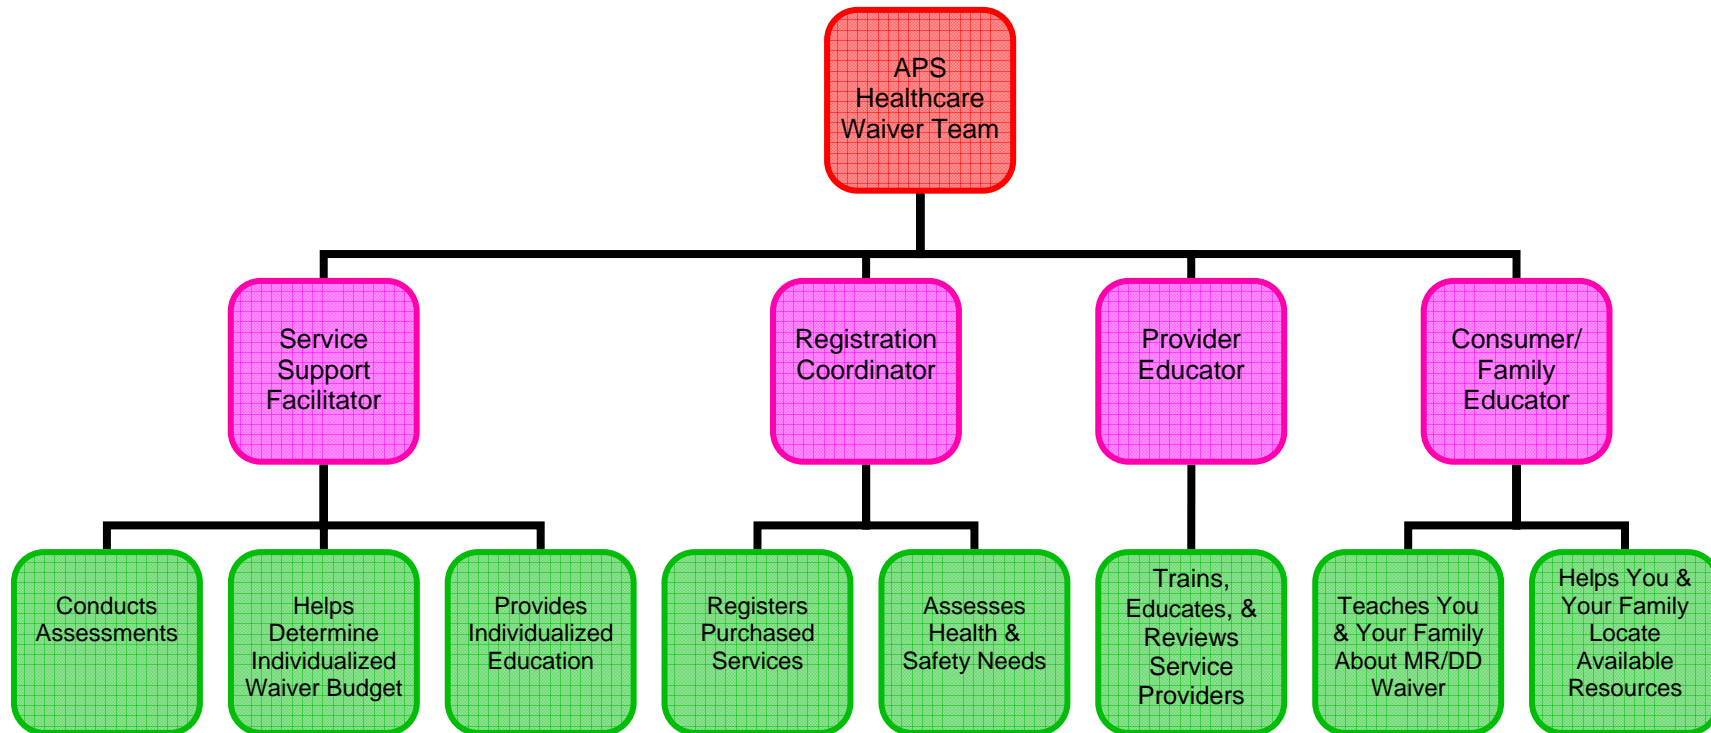 APS
Healthcare
Waiver Team
Service
Support
Facilitator
Registration
Coordinator
Provider
Educator
Consumer/
Family
Educator
Conducts
Assessments
Helps
Determine
Individualized
Waiver Budget
Provides
Individualized
Education
Registers
Purchased
Services
Assesses
Health &
Safety Needs
Trains,
Educates, &
Reviews
Service
Providers
Teaches You
& Your Family
About MR/DD
Waiver
Helps You &
Your Family
Locate
Available
Resources